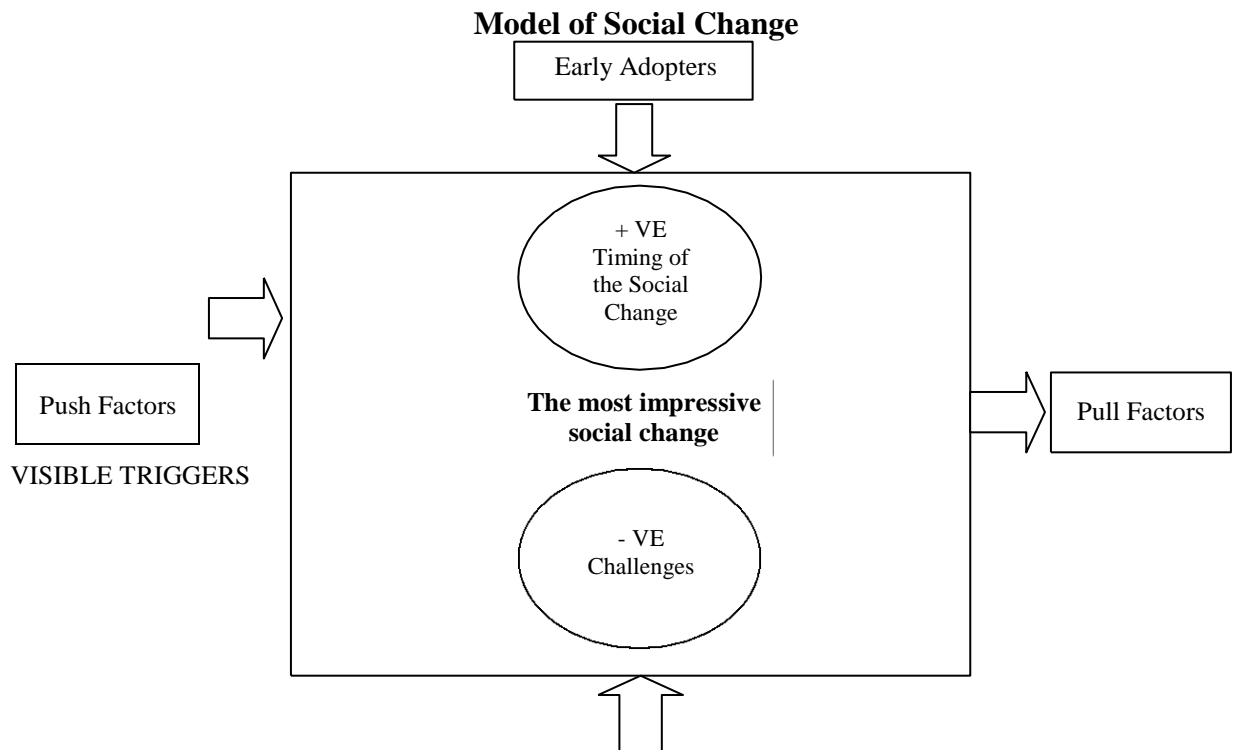 Model of Social Change
Early Adopters
+ VE
Timing of
the Social
Change
Push Factors
VISIBLE TRIGGERS
The most impressive
social change
Pull Factors
- VE
Challenges